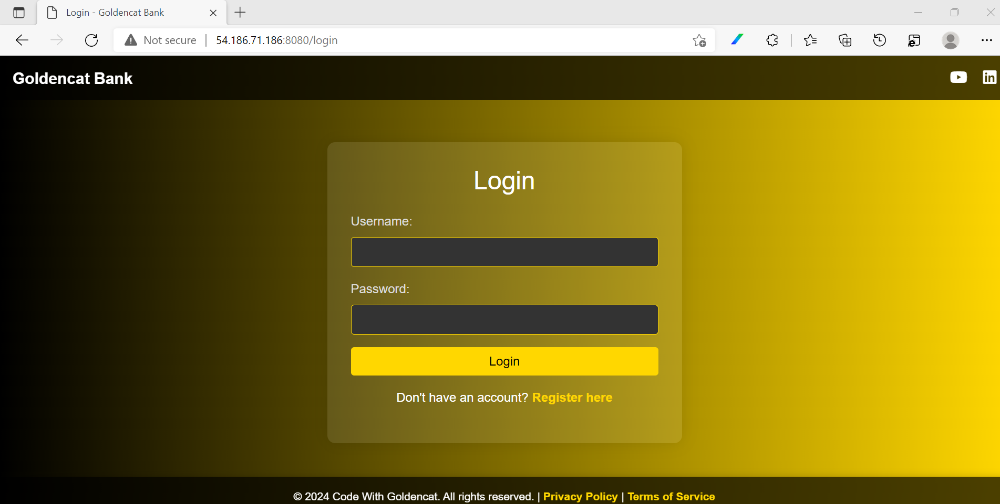 Login - Goldencat Bank
Not secure | 54.186.71.186:8080/login
Goldencat Bank
in
Login
Username:
Password:
Login
Don't have an account? Register here
© 2024 Code With Goldencat. All rights reserved. | Privacy Policy | Terms of Service